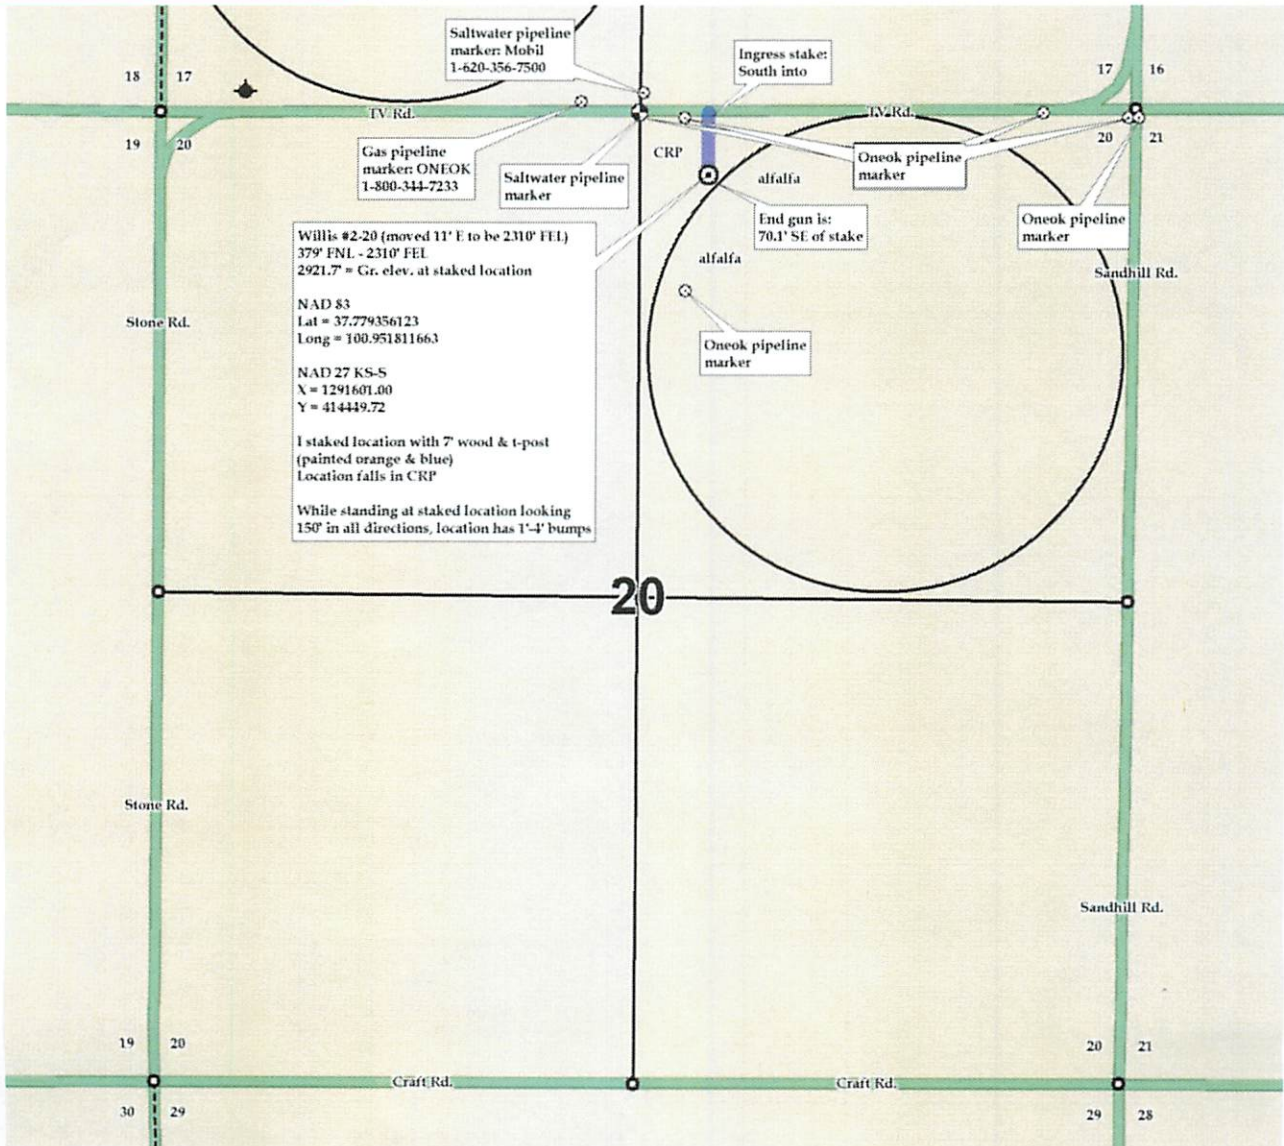 Saltwater pipeline
marker: Mobil
1-620-356-7500
Ingress stake:
South into
18 17
17 16
TV Rd.
TV Rd.
19 20
20 21
Gas pipeline
marker: ONEOK
1-800-344-7233
Saltwater pipeline
marker
CRP
Oneok pipeline
marker
alfalfa
End gun is:
70.1' SE of stake
Oneok pipeline
marker
Willis #2-20 (moved 11' E to be 2310' FEL)
379' FNL - 2310' FEL
2921.7' = Gr. elev. at staked location
NAD 83
Lat = 37.779356123
Long = 100.951811663
NAD 27 KS-S
X = 1291601.00
Y = 414449.72
I staked location with 7' wood & t-post
(painted orange & blue)
Location falls in CRP
While standing at staked location looking
150' in all directions, location has 1'-4' bumps
alfalfa
Sandhill Rd.
Stone Rd.
Oneok pipeline
marker
20
Stone Rd.
Sandhill Rd.
19 20
20 21
Craft Rd.
Craft Rd.
30 29
29 28